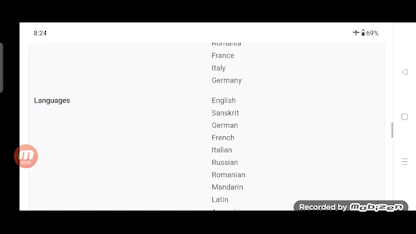 8:24
69%
Romania
France
Italy
Germany
Languages
English
Sanskrit
German
French
Italian
Russian
Romanian
Mandarin
Latin
Recorded by Mobizen